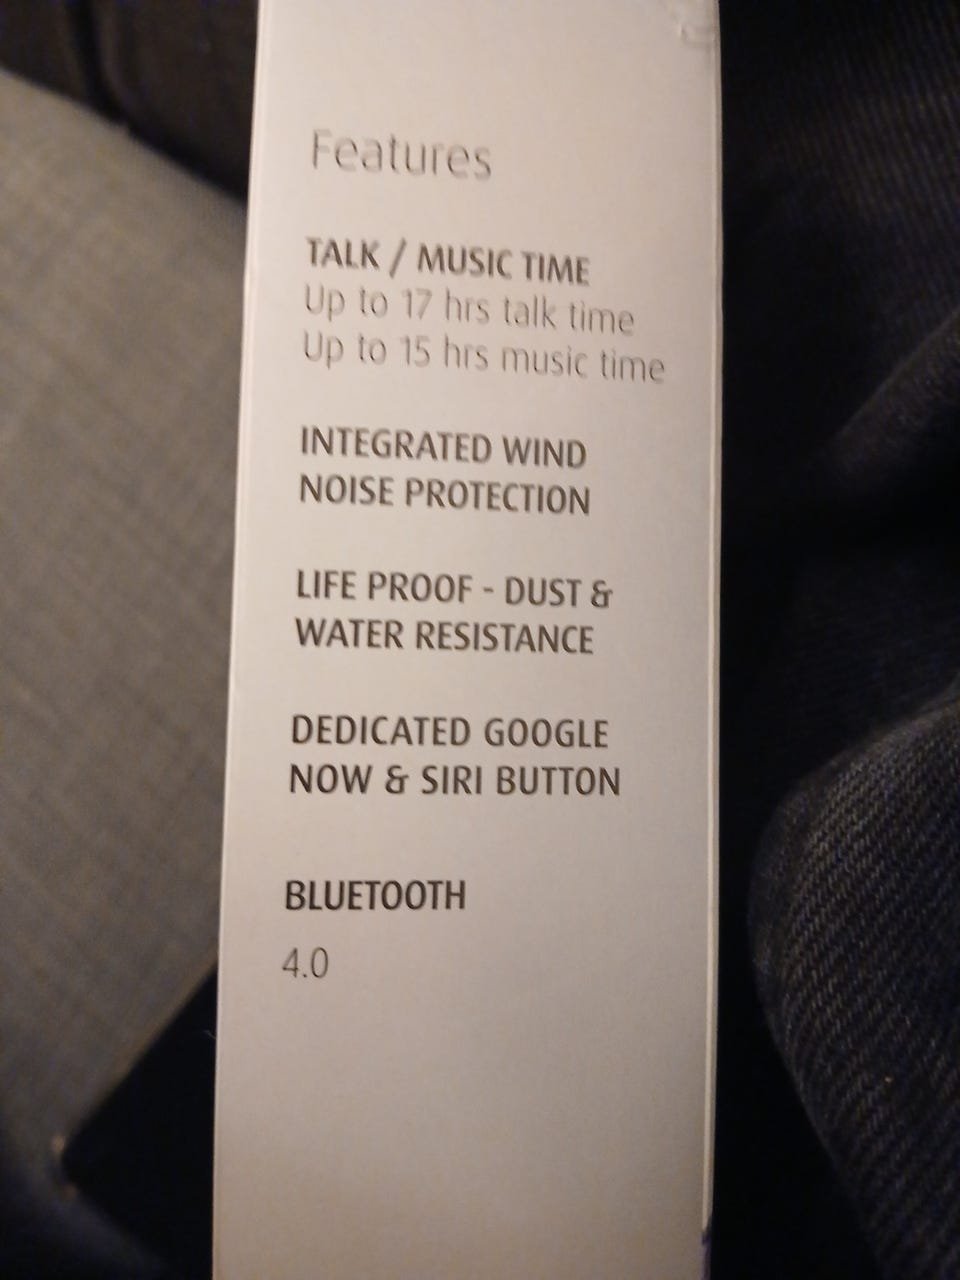 Features
TALK / MUSIC TIME
Up to 17 hrs talk time
Up to 15 hrs music time
INTEGRATED WIND
NOISE PROTECTION
LIFE PROOF - DUST &
WATER RESISTANCE
DEDICATED GOOGLE
NOW & SIRI BUTTON
BLUETOOTH
4.0